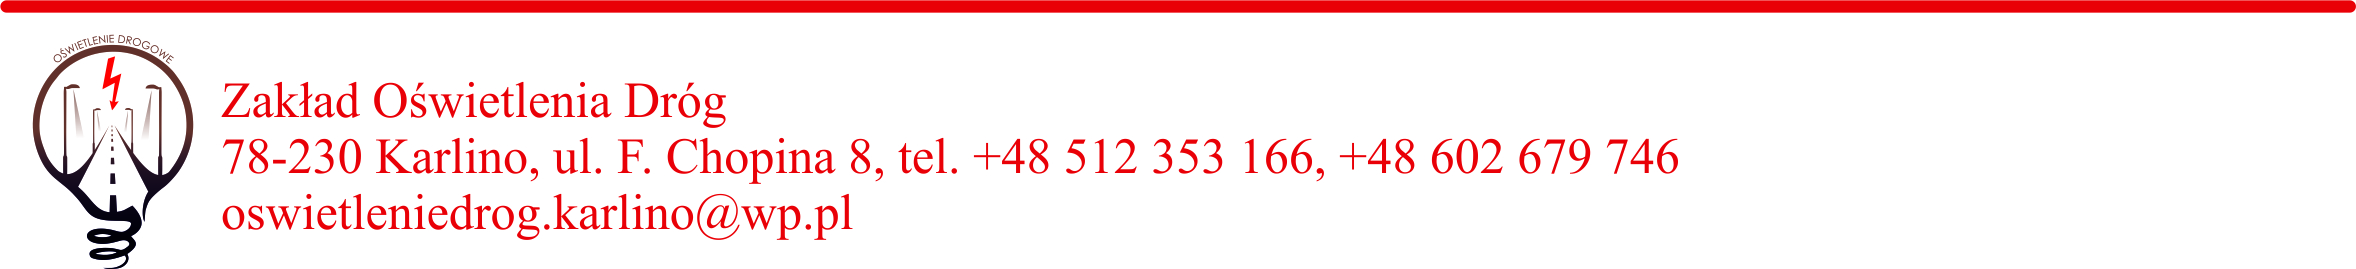 OŚWIETLENIE DROGOWE
Zakład Oświetlenia Dróg
78-230 Karlino, ul. F. Chopina 8, tel. +48 512 353 166, +48 602 679 746
oswietleniedrog.karlino@wp.pl